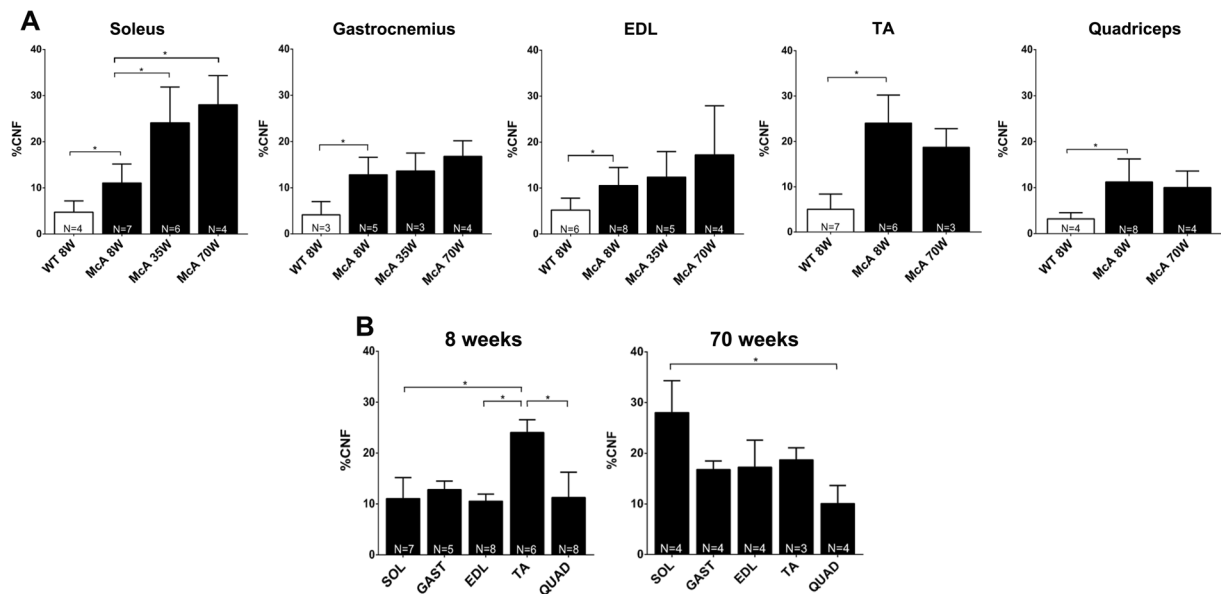 A
Soleus
%CNF
40
30
20
10
0
*
*
*
N=4
N=7
N=6
N=4
WT 8W
McA 8W
McA 35W
McA 70W
Gastrocnemius
%CNF
40
30
20
10
0
*
N=3
N=5
N=3
N=4
WT 8W
McA 8W
McA 35W
McA 70W
EDL
%CNF
40
30
20
10
0
*
N=6
N=8
N=5
N=4
WT 8W
McA 8W
McA 35W
McA 70W
TA
%CNF
40
30
20
10
0
*
N=7
N=6
N=3
WT 8W
McA 8W
McA 70W
Quadriceps
%CNF
40
30
20
10
0
*
N=4
N=8
N=4
WT 8W
McA 8W
McA 70W
B
8 weeks
%CNF
40
30
20
10
0
*
*
*
N=7
N=5
N=8
N=6
N=8
SOL
GAST
EDL
TA
QUAD
70 weeks
%CNF
40
30
20
10
0
*
N=4
N=4
N=4
N=3
N=4
SOL
GAST
EDL
TA
QUAD